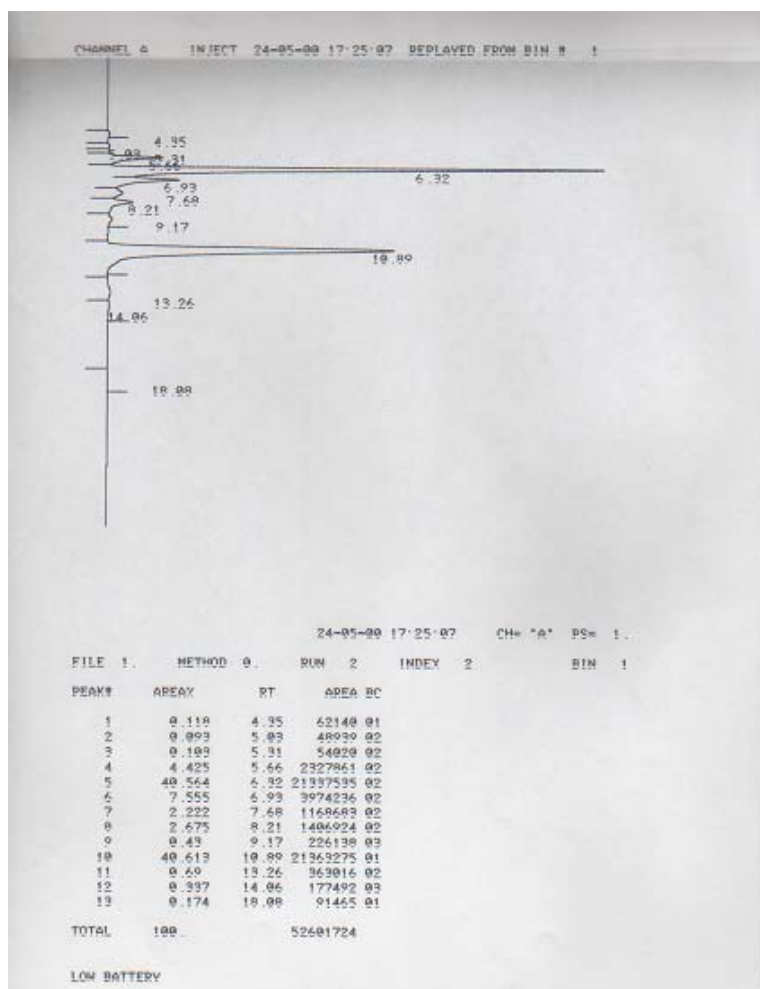 CHANNEL A INJECT 24-05-00 17:25:07 REPLAYED FROM BIN # 1
4.35
5.03
5.31
5.66
6.32
6.93
7.68
8.21
9.17
10.89
13.26
14.06
18.08
24-05-00 17:25:07 CH= "A" PS= 1.
FILE 1. METHOD 0. RUN 2 INDEX 2 BIN 1
PEAK# AREA% RT AREA BC
1 0.118 4.35 62140 01
2 0.093 5.03 48939 02
3 0.103 5.31 54020 02
4 4.425 5.66 2327861 02
5 40.564 6.32 21337535 02
6 7.555 6.93 3974236 02
7 2.222 7.68 1168683 02
8 2.675 8.21 1406924 02
9 0.43 9.17 226138 03
10 40.613 10.89 21363275 01
11 0.69 13.26 363016 02
12 0.337 14.06 177492 03
13 0.174 18.08 91465 01
TOTAL 100. 52601724
LOW BATTERY